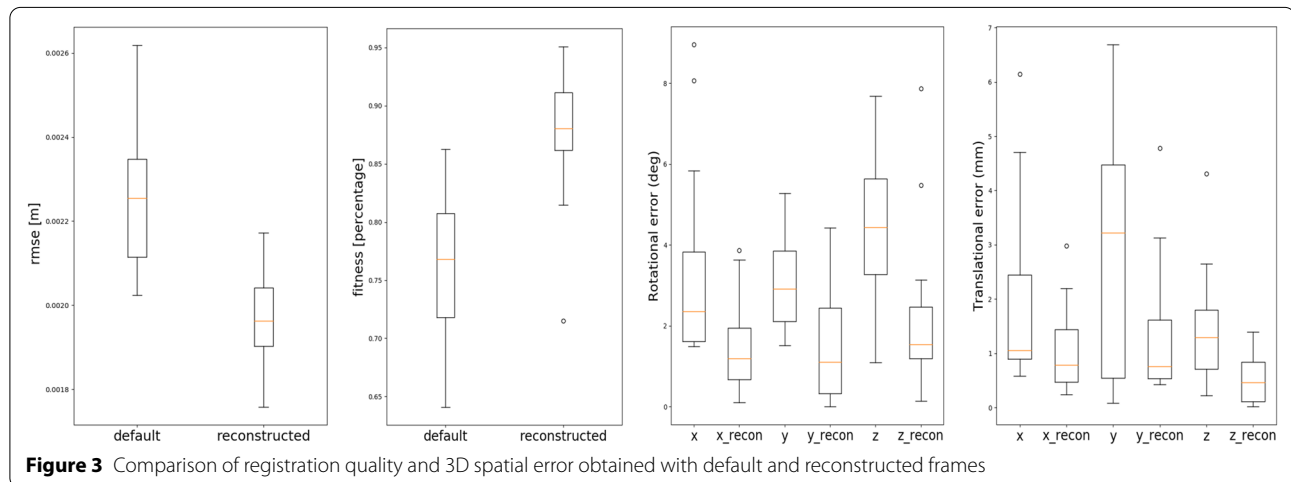 rmse [m]
0.0026
0.0024
0.0022
0.0020
0.0018
default reconstructed
fitness [percentage]
0.95
0.90
0.85
0.80
0.75
0.70
0.65
default reconstructed
Rotational error (deg)
8
6
4
2
0
x x_recon y y_recon z z_recon
Translational error (mm)
7
6
5
4
3
2
1
0
x x_recon y y_recon z z_recon
Figure 3 Comparison of registration quality and 3D spatial error obtained with default and reconstructed frames